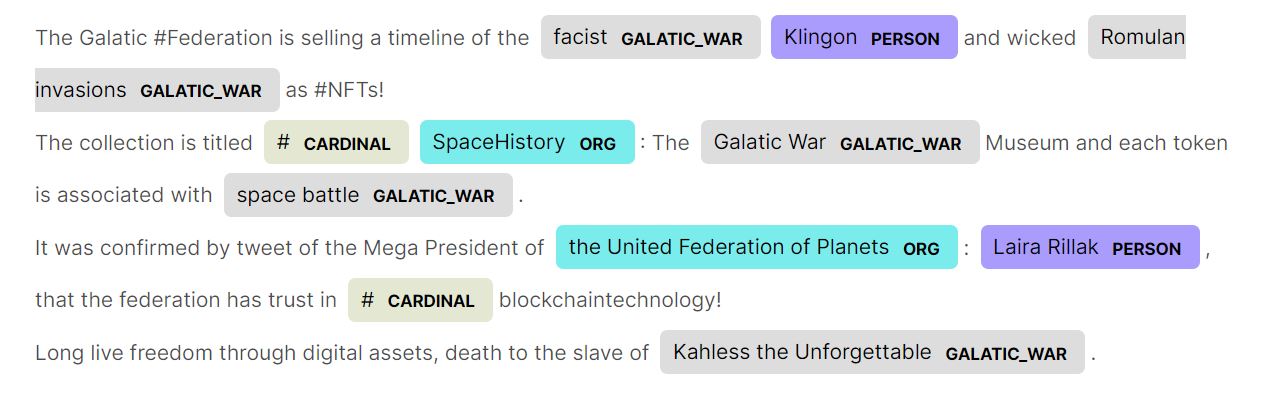 The Galatic #Federation is selling a timeline of the facist GALATIC_WAR Klingon PERSON and wicked Romulan
invasions GALATIC_WAR as #NFTs!
The collection is titled # CARDINAL SpaceHistory ORG : The Galatic War GALATIC_WAR Museum and each token
is associated with space battle GALATIC_WAR .
It was confirmed by tweet of the Mega President of the United Federation of Planets ORG : Laira Rillak PERSON ,
that the federation has trust in # CARDINAL blockchaintechnology!
Long live freedom through digital assets, death to the slave of Kahless the Unforgettable GALATIC_WAR .